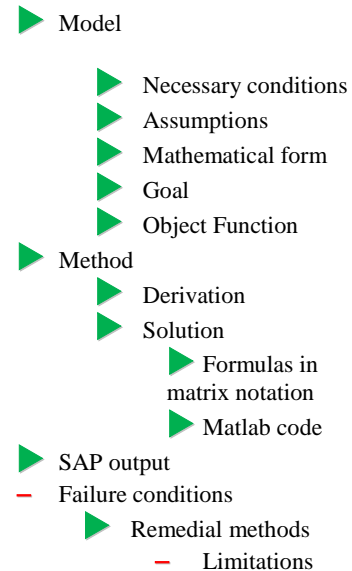 Model
Necessary conditions
Assumptions
Mathematical form
Goal
Object Function
Method
Derivation
Solution
Formulas in
matrix notation
Matlab code
SAP output
– Failure conditions
Remedial methods
– Limitations